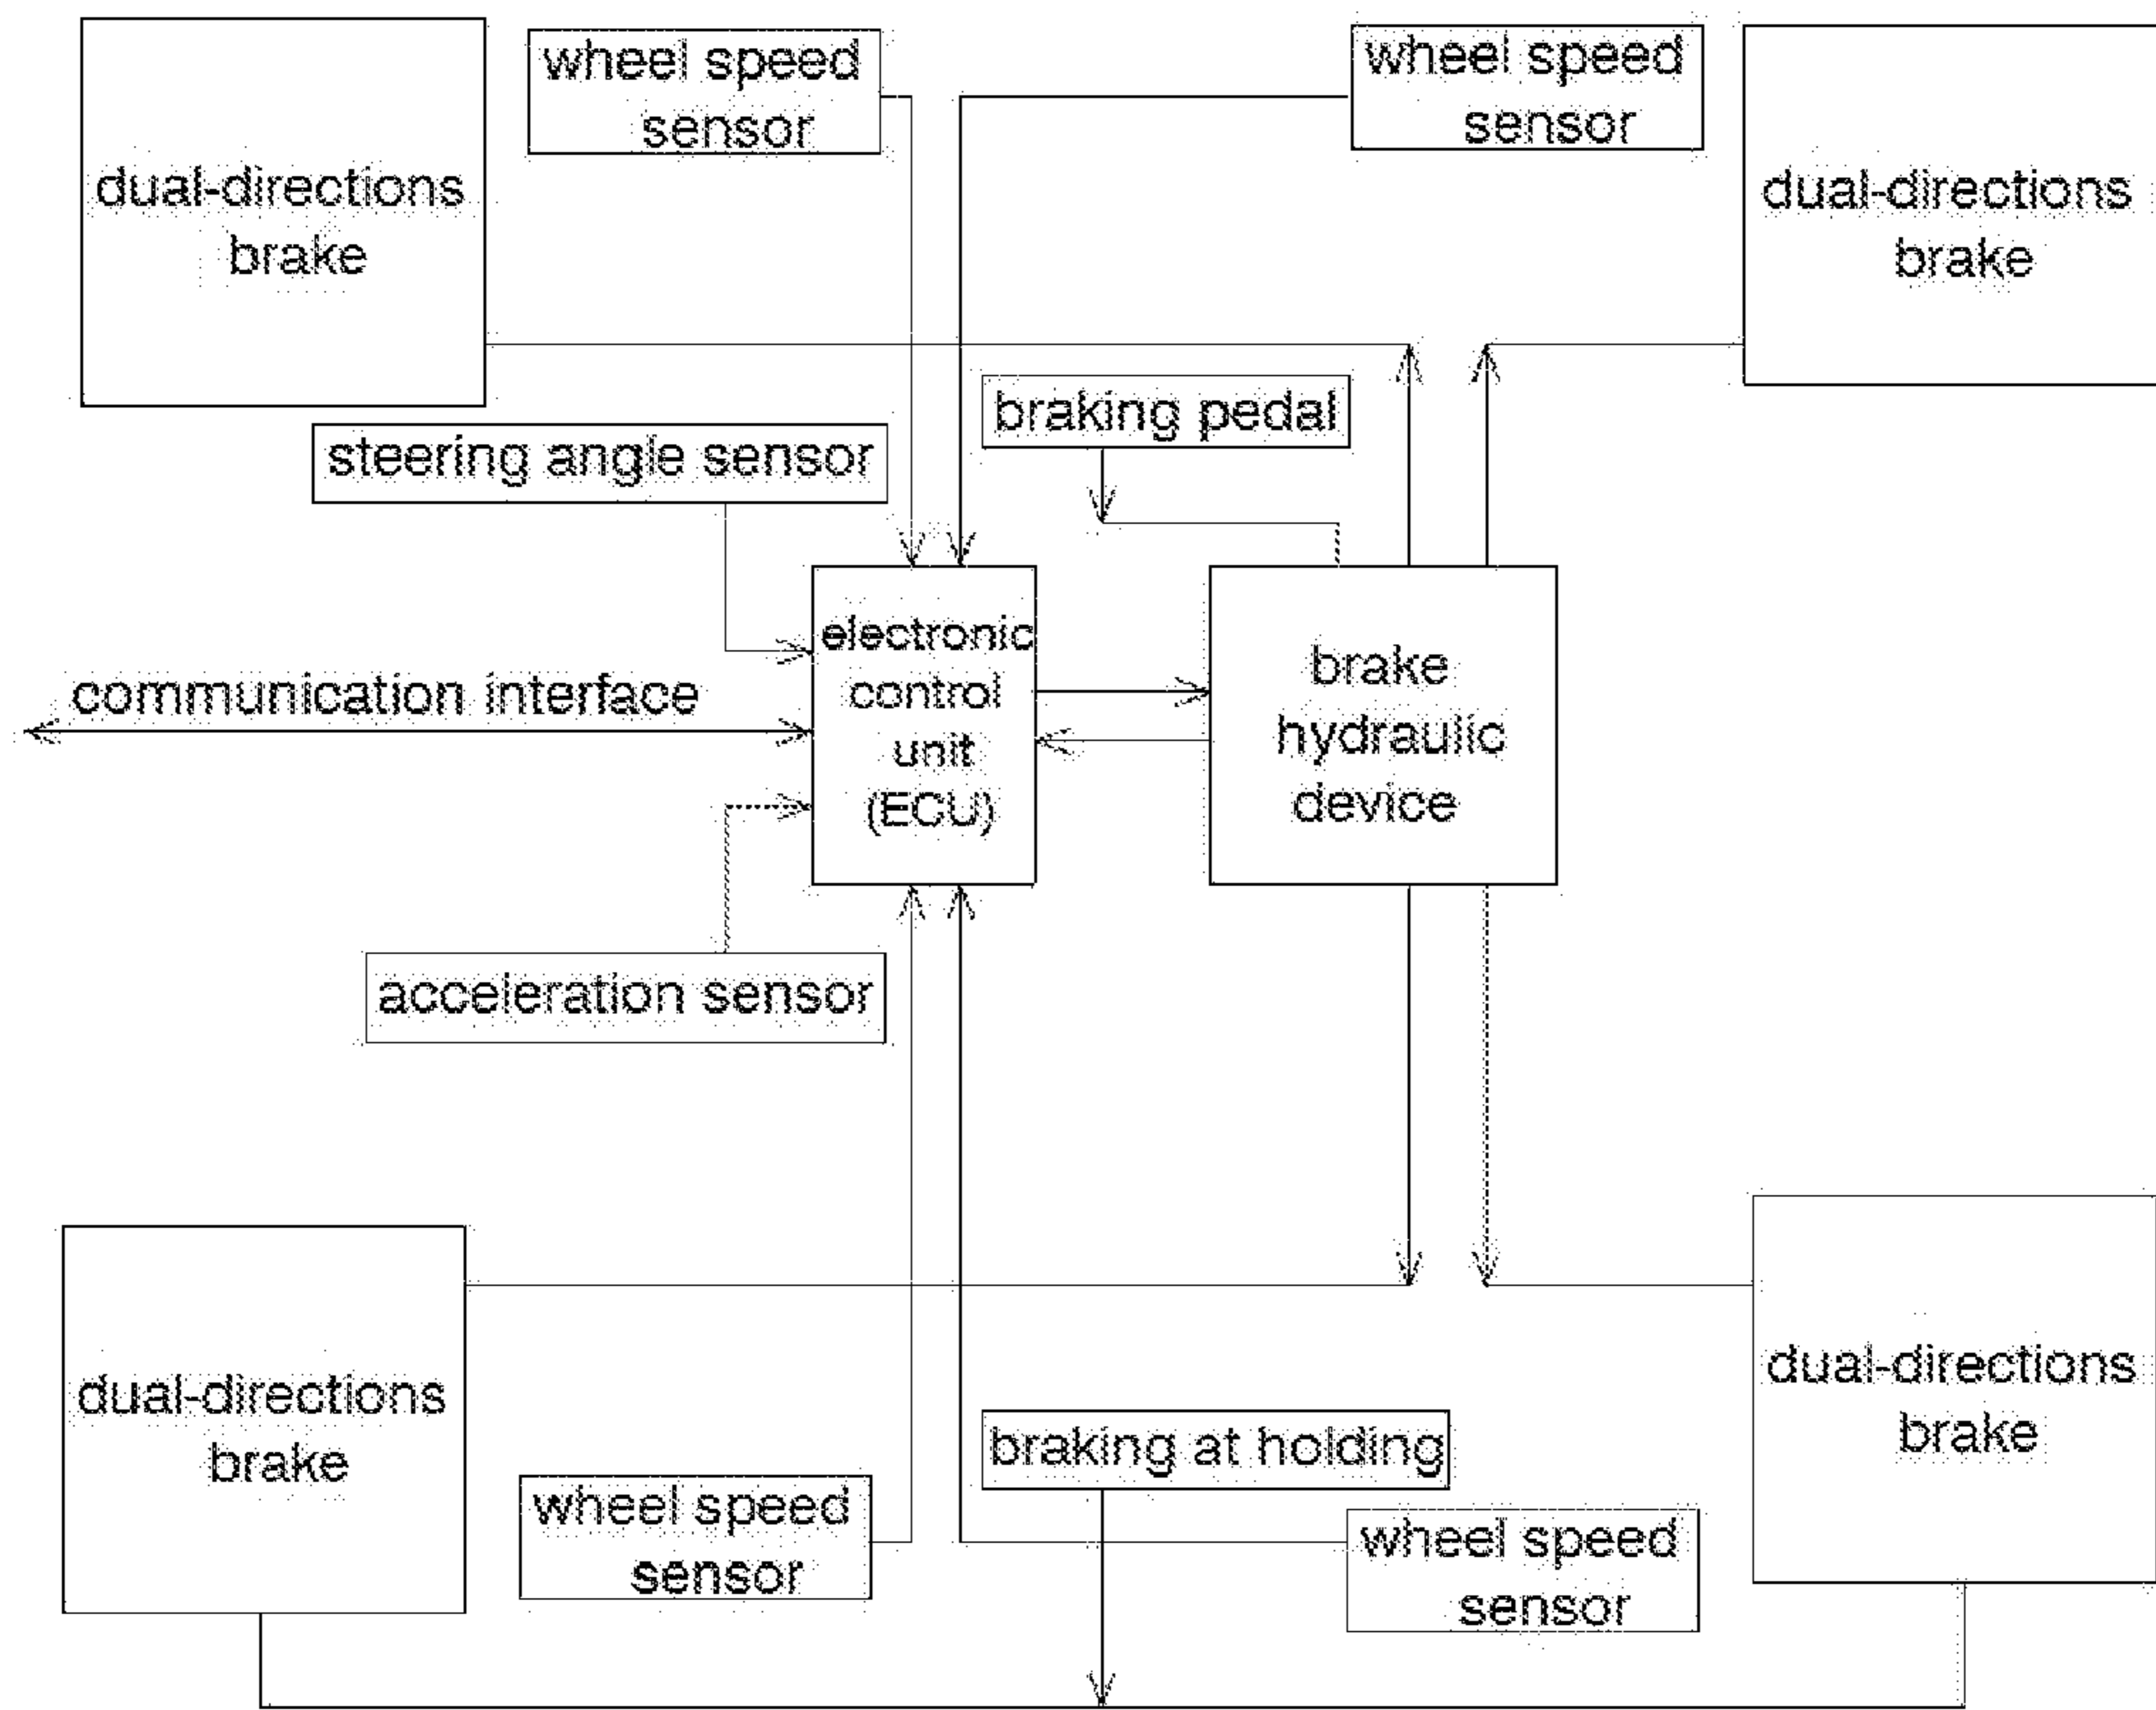 wheel speed
sensor
wheel speed
sensor
dual-directions
brake
dual-directions
brake
braking pedal
steering angle sensor
electronic
control
unit
(ECU)
communication interface
brake
hydraulic
device
acceleration sensor
dual-directions
brake
dual-directions
brake
braking at holding
wheel speed
sensor
wheel speed
sensor